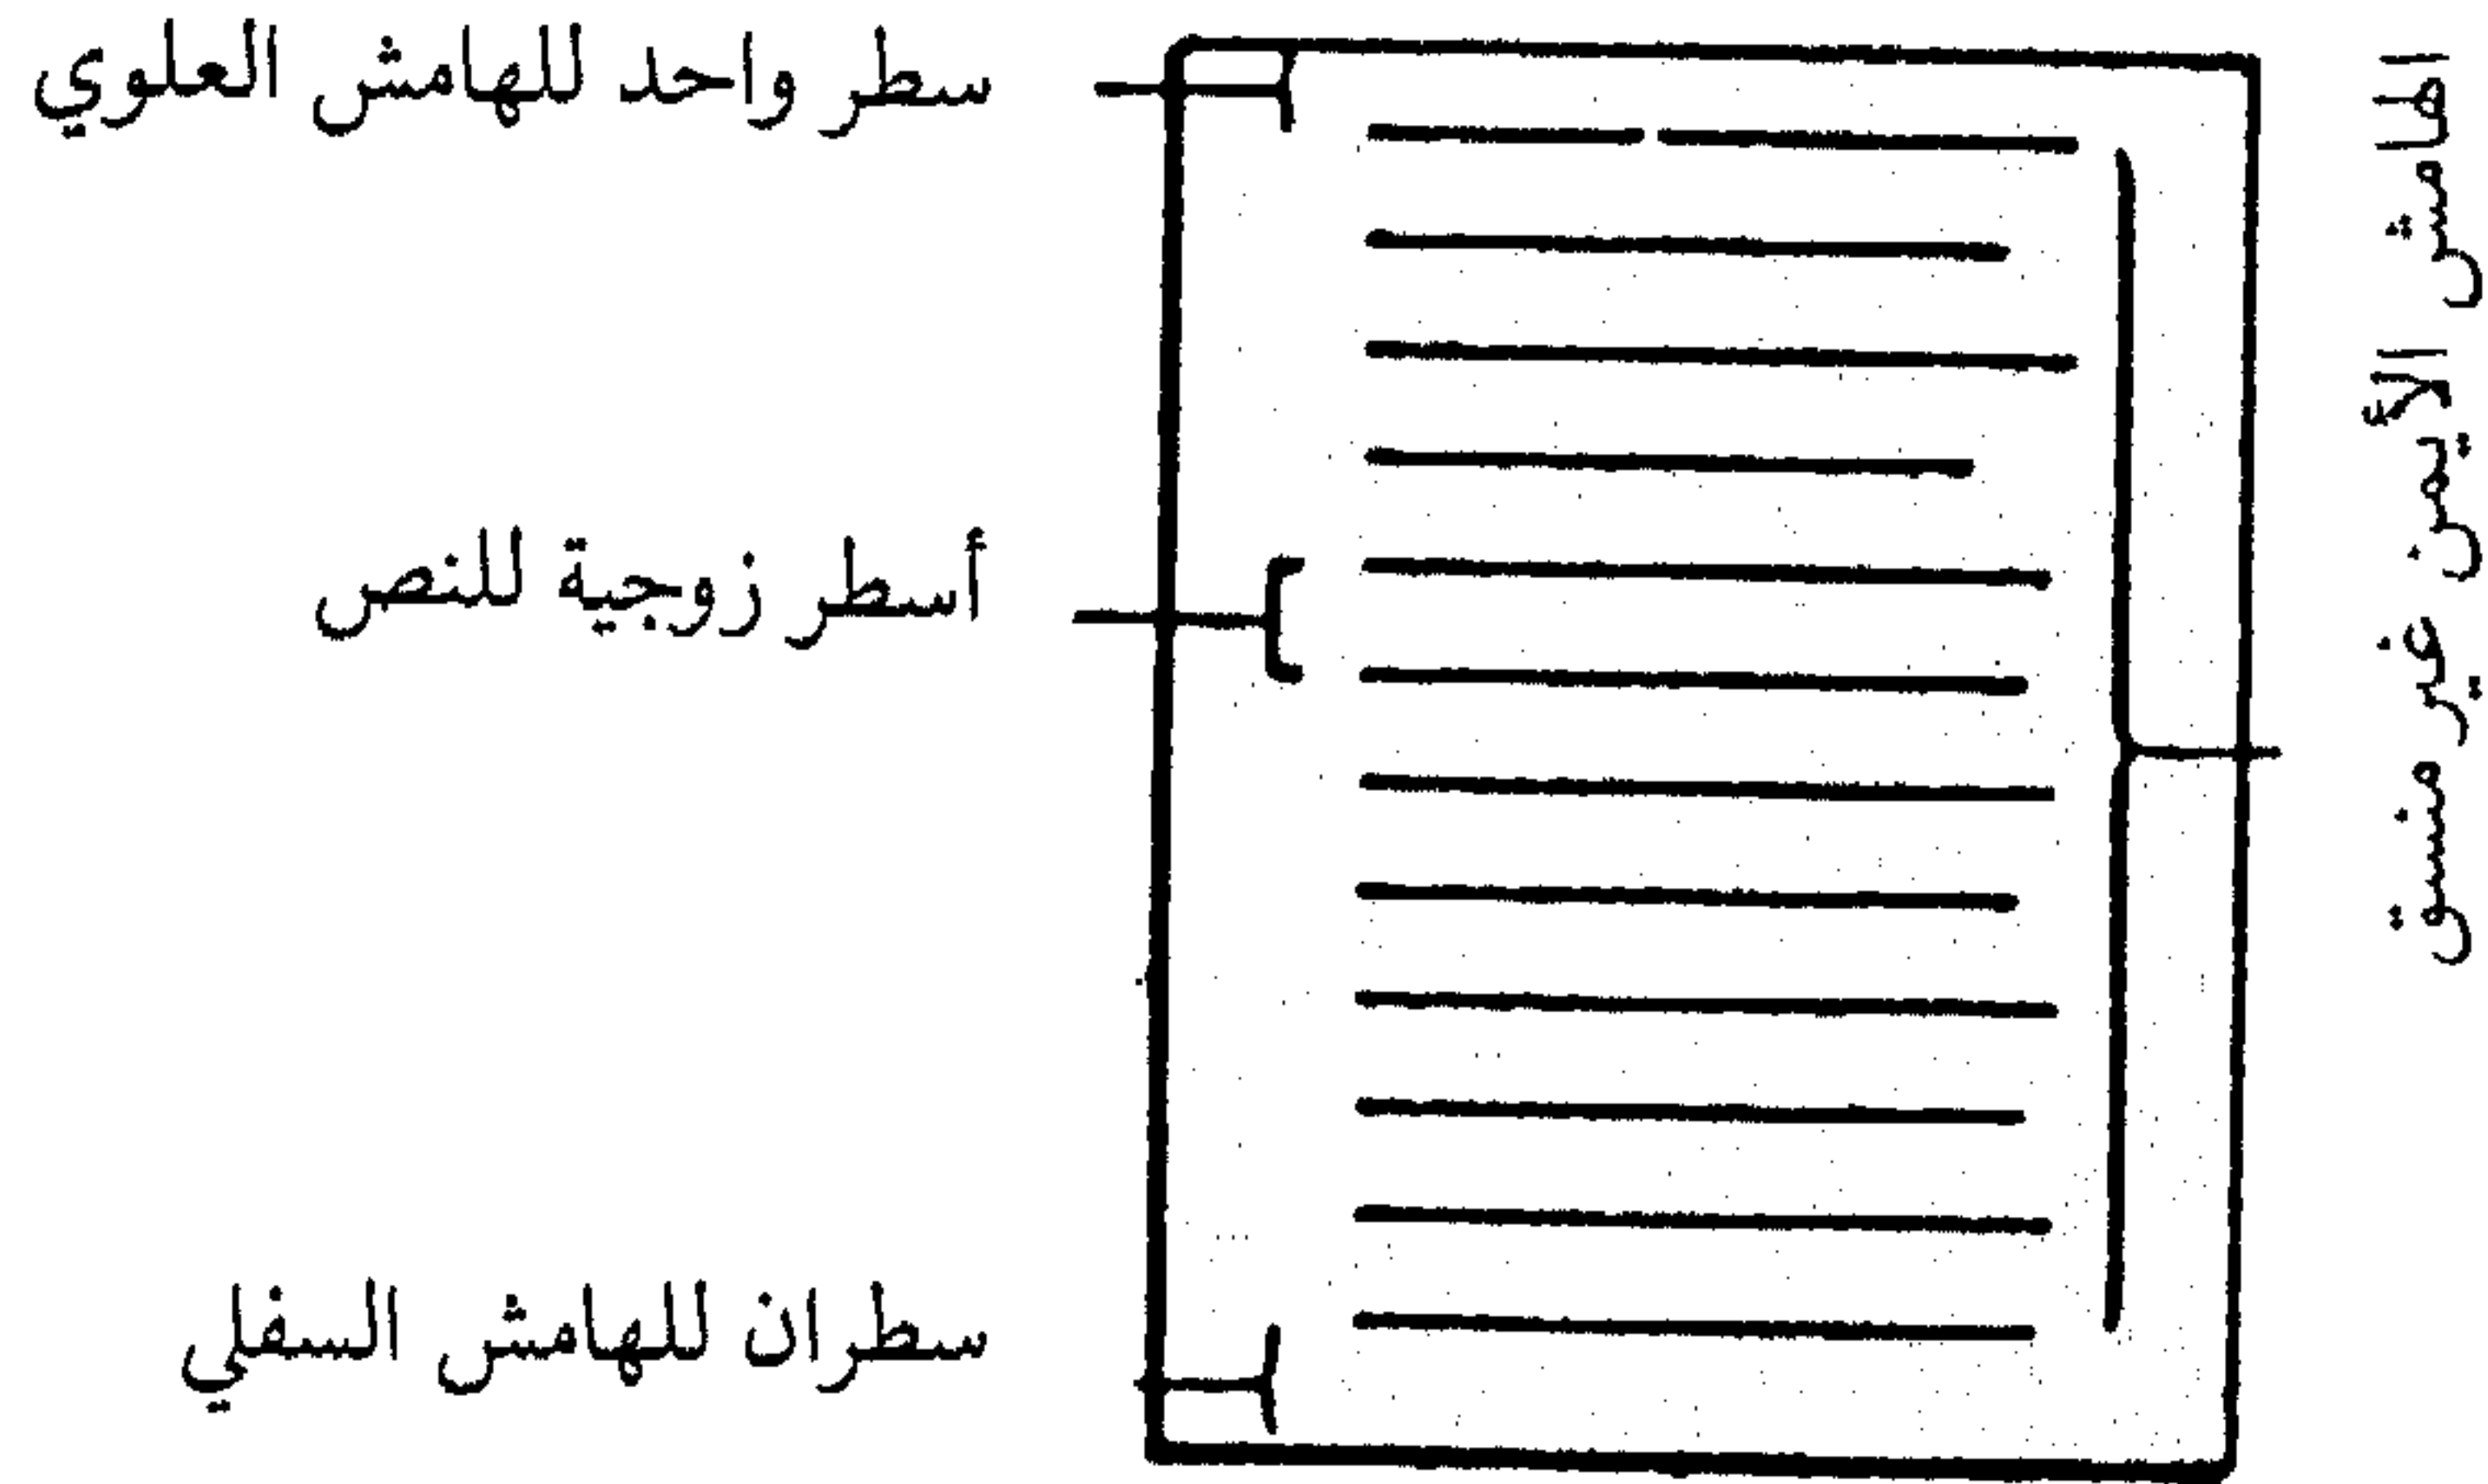 سطر واحد للهامش العلوي
أسطر زوجية للنص
سطران للهامش السفلي
الهامش الأيمن غير منسق